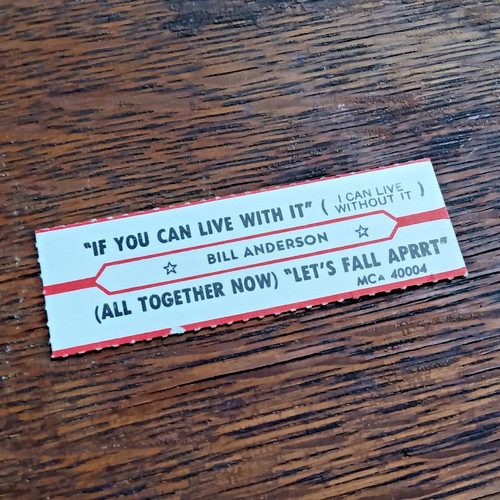 "IF YOU CAN LIVE WITH IT" ( I CAN LIVE WITHOUT IT )
BILL ANDERSON
(ALL TOGETHER NOW) "LET'S FALL APRRT"
MCA 40004